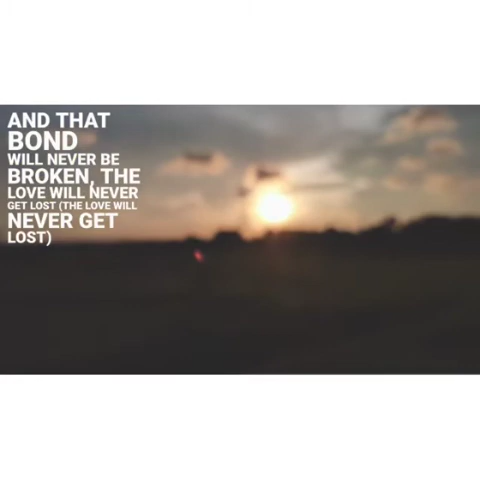 AND THAT
BOND
WILL NEVER BE
BROKEN, THE
LOVE WILL NEVER
GET LOST (THE LOVE WILL
NEVER GET
LOST)